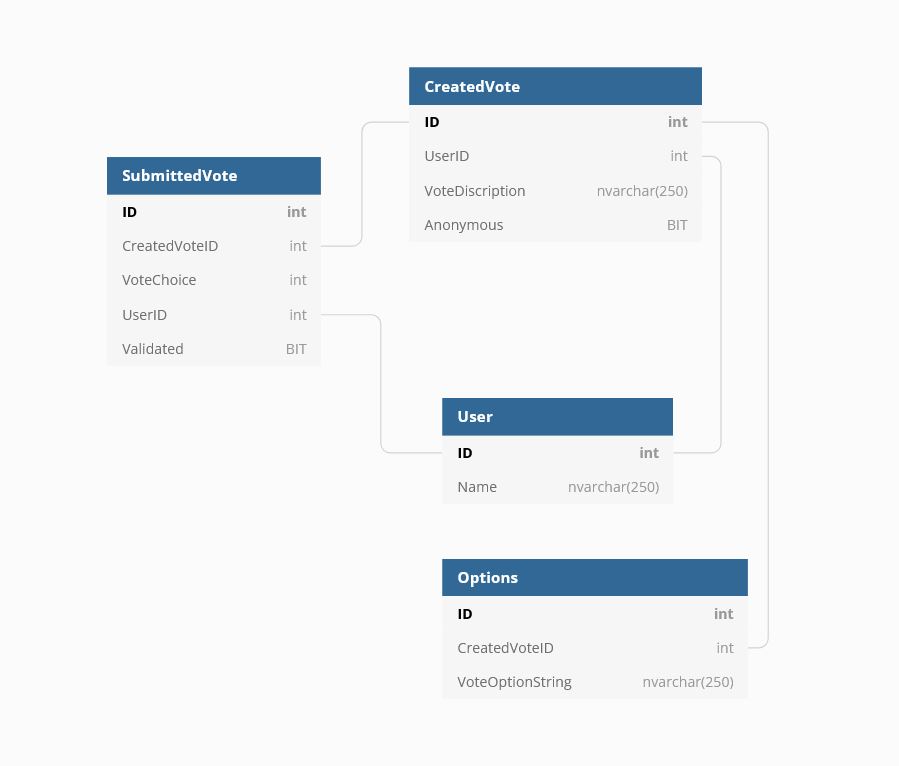 CreatedVote
ID int
UserID int
VoteDiscription nvarchar(250)
Anonymous BIT
SubmittedVote
ID int
CreatedVoteID int
VoteChoice int
UserID int
Validated BIT
User
ID int
Name nvarchar(250)
Options
ID int
CreatedVoteID int
VoteOptionString nvarchar(250)